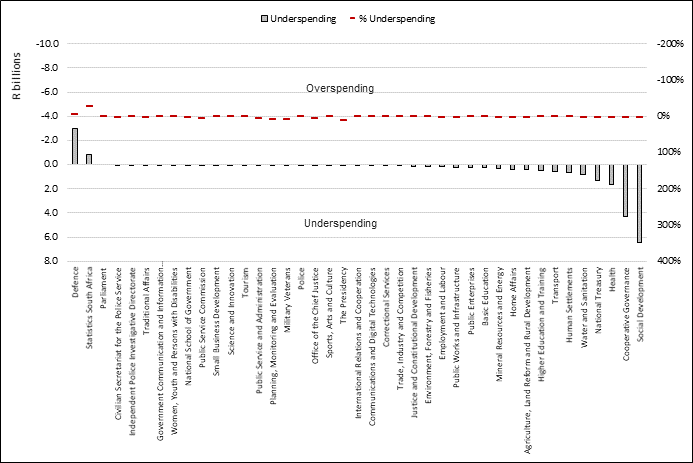 Underspending
% Underspending
R billions
-10.0
-8.0
-6.0
-4.0
-2.0
0.0
2.0
4.0
6.0
8.0
-200%
-100%
0%
100%
200%
300%
400%
Overspending
Underspending
Defence
Statistics South Africa
Parliament
Civilian Secretariat for the Police Service
Independent Police Investigative Directorate
Traditional Affairs
Government Communication and Information…
Women, Youth and Persons with Disabilities
National School of Government
Public Service Commission
Small Business Development
Science and Innovation
Tourism
Public Service and Administration
Planning, Monitoring and Evaluation
Military Veterans
Police
Office of the Chief Justice
Sports, Arts and Culture
The Presidency
International Relations and Cooperation
Communications and Digital Technologies
Correctional Services
Trade, Industry and Competition
Justice and Constitutional Development
Environment, Forestry and Fisheries
Employment and Labour
Public Works and Infrastructure
Public Enterprises
Basic Education
Mineral Resources and Energy
Home Affairs
Agriculture, Land Reform and Rural Development
Higher Education and Training
Transport
Human Settlements
Water and Sanitation
National Treasury
Health
Cooperative Governance
Social Development